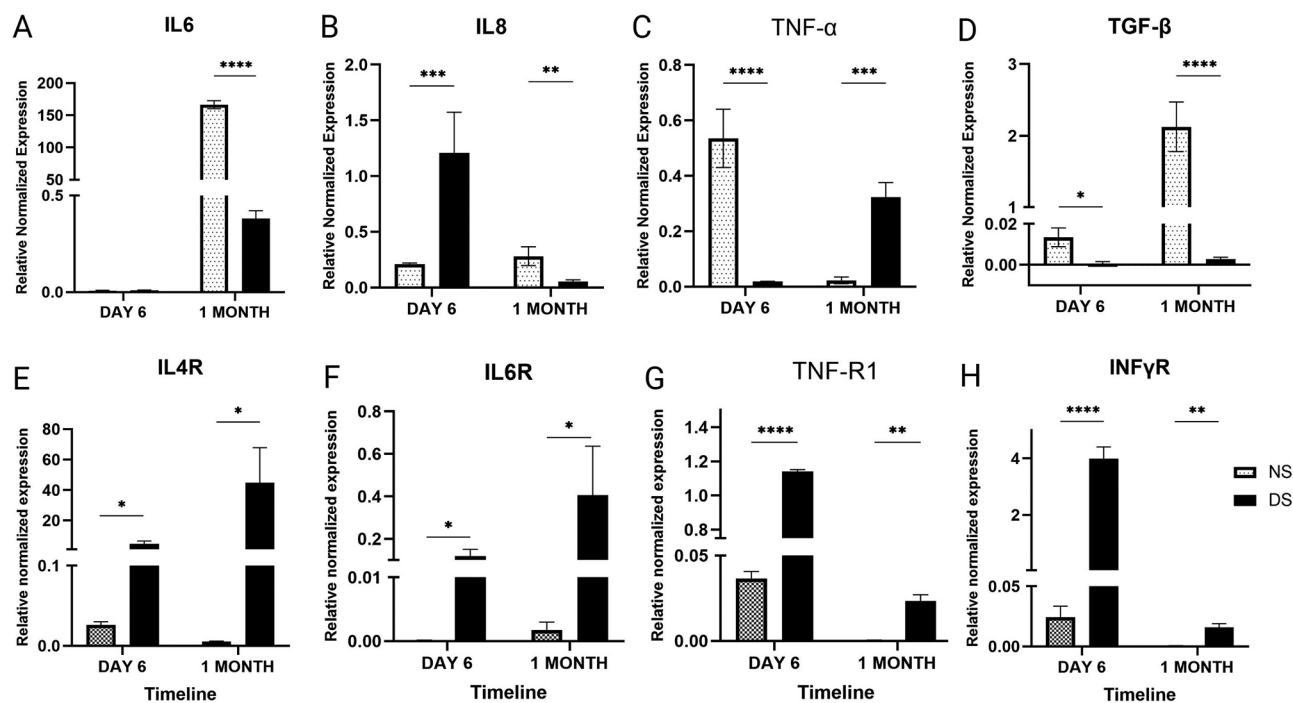 A
IL6
Relative Normalized Expression
200
150
100
50
0.5
0.0
****
DAY 6
1 MONTH
B
IL8
Relative Normalized Expression
2.0
1.5
1.0
0.5
0.0
***
**
DAY 6
1 MONTH
C
TNF-α
Relative Normalized Expression
0.8
0.6
0.4
0.2
0.0
****
***
DAY 6
1 MONTH
D
TGF-β
Relative Normalized Expression
3
2
1
0.02
0.00
*
****
DAY 6
1 MONTH
E
IL4R
Relative normalized expression
80
60
40
20
0.1
0.0
*
*
DAY 6
1 MONTH
Timeline
F
IL6R
Relative normalized expression
0.8
0.6
0.4
0.2
0.01
0.00
*
*
DAY 6
1 MONTH
Timeline
G
TNF-R1
Relative normalized expression
1.4
1.2
1.0
0.8
0.05
0.00
****
**
DAY 6
1 MONTH
Timeline
H
INFγR
Relative normalized expression
4
2
0.05
0.00
****
**
DAY 6
1 MONTH
Timeline
NS
DS